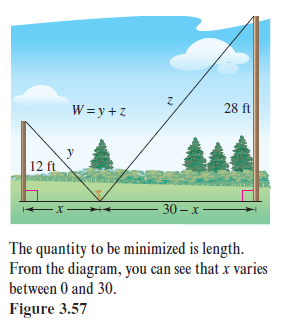 W = y + z
z
28 ft
y
12 ft
x
30 – x
The quantity to be minimized is length.
From the diagram, you can see that x varies
between 0 and 30.
Figure 3.57